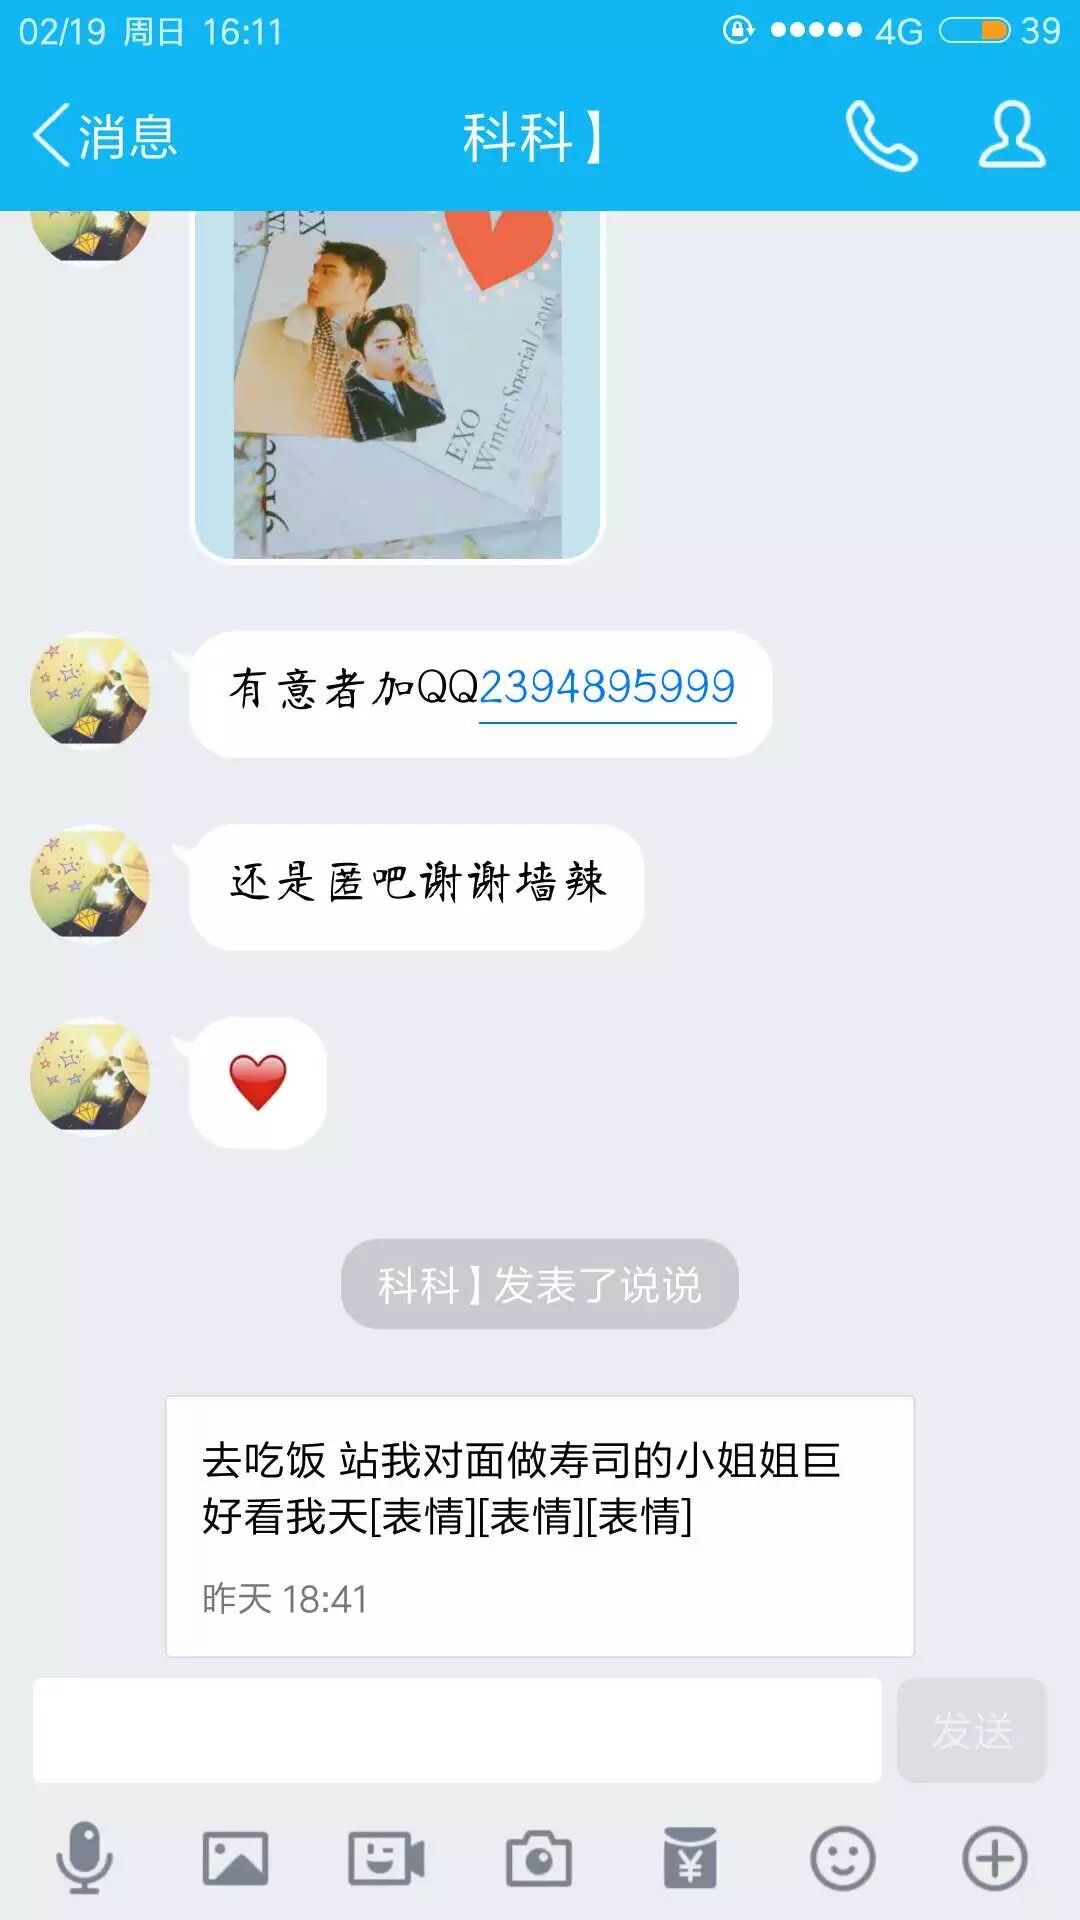 02/19 周日 16:11
4G 39
消息
科科】
EXO
Winter Special / 2016
有意者加QQ2394895999
还是匿吧谢谢墙辣
科科】发表了说说
去吃饭 站我对面做寿司的小姐姐巨
好看我天[表情][表情][表情]
昨天 18:41
发送